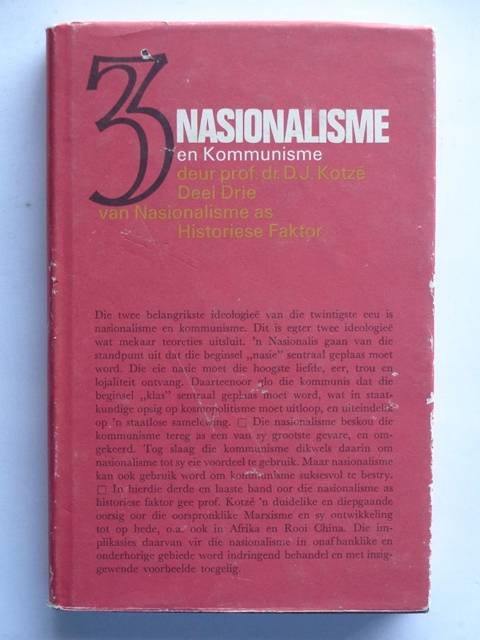 3
NASIONALISME
en Kommunisme
deur prof. dr. D.J. Kotzé
Deel Drie
van Nasionalisme as
Historiese Faktor
Die twee belangrikste ideologieë van die twintigste eeu is
nasionalisme en kommunisme. Dit is egter twee ideologieë
wat mekaar teoreties uitsluit. 'n Nasionalis gaan van die
standpunt uit dat die beginsel „nasie” sentraal geplaas moet
word. Die eie nasie moet die hoogste liefde, eer, trou en
lojaliteit ontvang. Daarteenoor glo die kommunis dat die
beginsel „klas” sentraal geplaas moet word, wat in staat-
kundige opsig op kosmopolitisme moet uitloop, en uiteindelik
op 'n staatlose samelewing. □ Die nasionalisme beskou die
kommunisme tereg as een van sy grootste gevare, en om-
gekeerd. Tog slaag die kommunisme dikwels daarin om
nasionalisme tot sy eie voordeel te gebruik. Maar nasionalisme
kan ook gebruik word om kommunisme suksesvol te bestry.
□ In hierdie derde en laaste band oor die nasionalisme as
historiese faktor gee prof. Kotzé 'n duidelike en diepgaande
oorsig oor die oorspronklike Marxisme en sy ontwikkeling
tot op hede, o.a. ook in Afrika en Rooi China. Die im-
plikasies daarvan vir die nasionalisme in onafhanklike en
onderhorige gebiede word indringend behandel en met insig-
gewende voorbeelde toegelig.